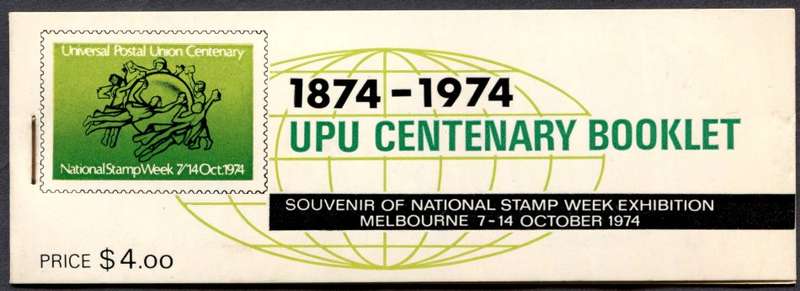 Universal Postal Union Centenary
National Stamp Week 7/14 Oct. 1974
1874-1974
UPU CENTENARY BOOKLET
SOUVENIR OF NATIONAL STAMP WEEK EXHIBITION
MELBOURNE 7-14 OCTOBER 1974
PRICE $4.00